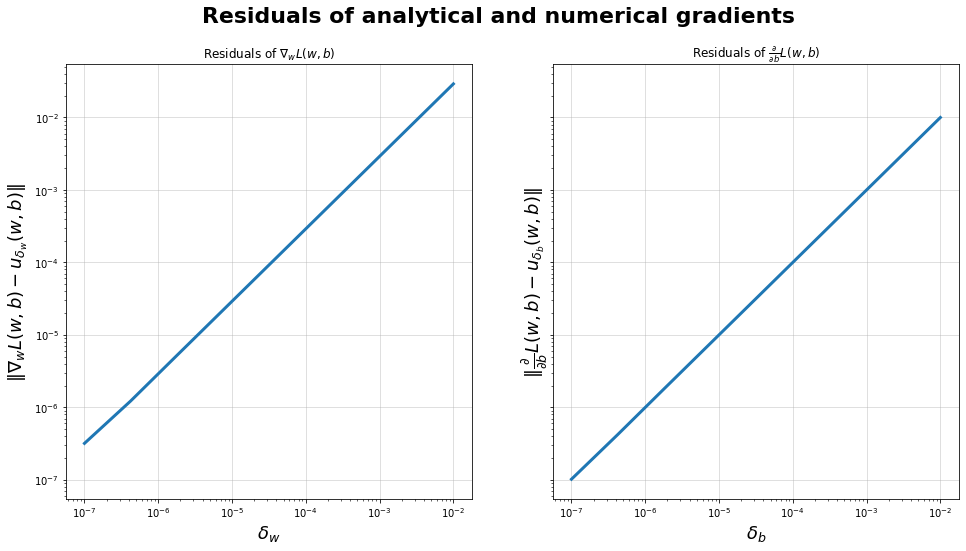 Residuals of analytical and numerical gradients
Residuals of ∇_w L(w, b)
‖∇_w L(w, b) − u_{δ_w}(w, b)‖
10⁻²
10⁻³
10⁻⁴
10⁻⁵
10⁻⁶
10⁻⁷
10⁻⁷ 10⁻⁶ 10⁻⁵ 10⁻⁴ 10⁻³ 10⁻²
δ_w
Residuals of ∂/∂b L(w, b)
‖∂/∂b L(w, b) − u_{δ_b}(w, b)‖
10⁻⁷ 10⁻⁶ 10⁻⁵ 10⁻⁴ 10⁻³ 10⁻²
δ_b